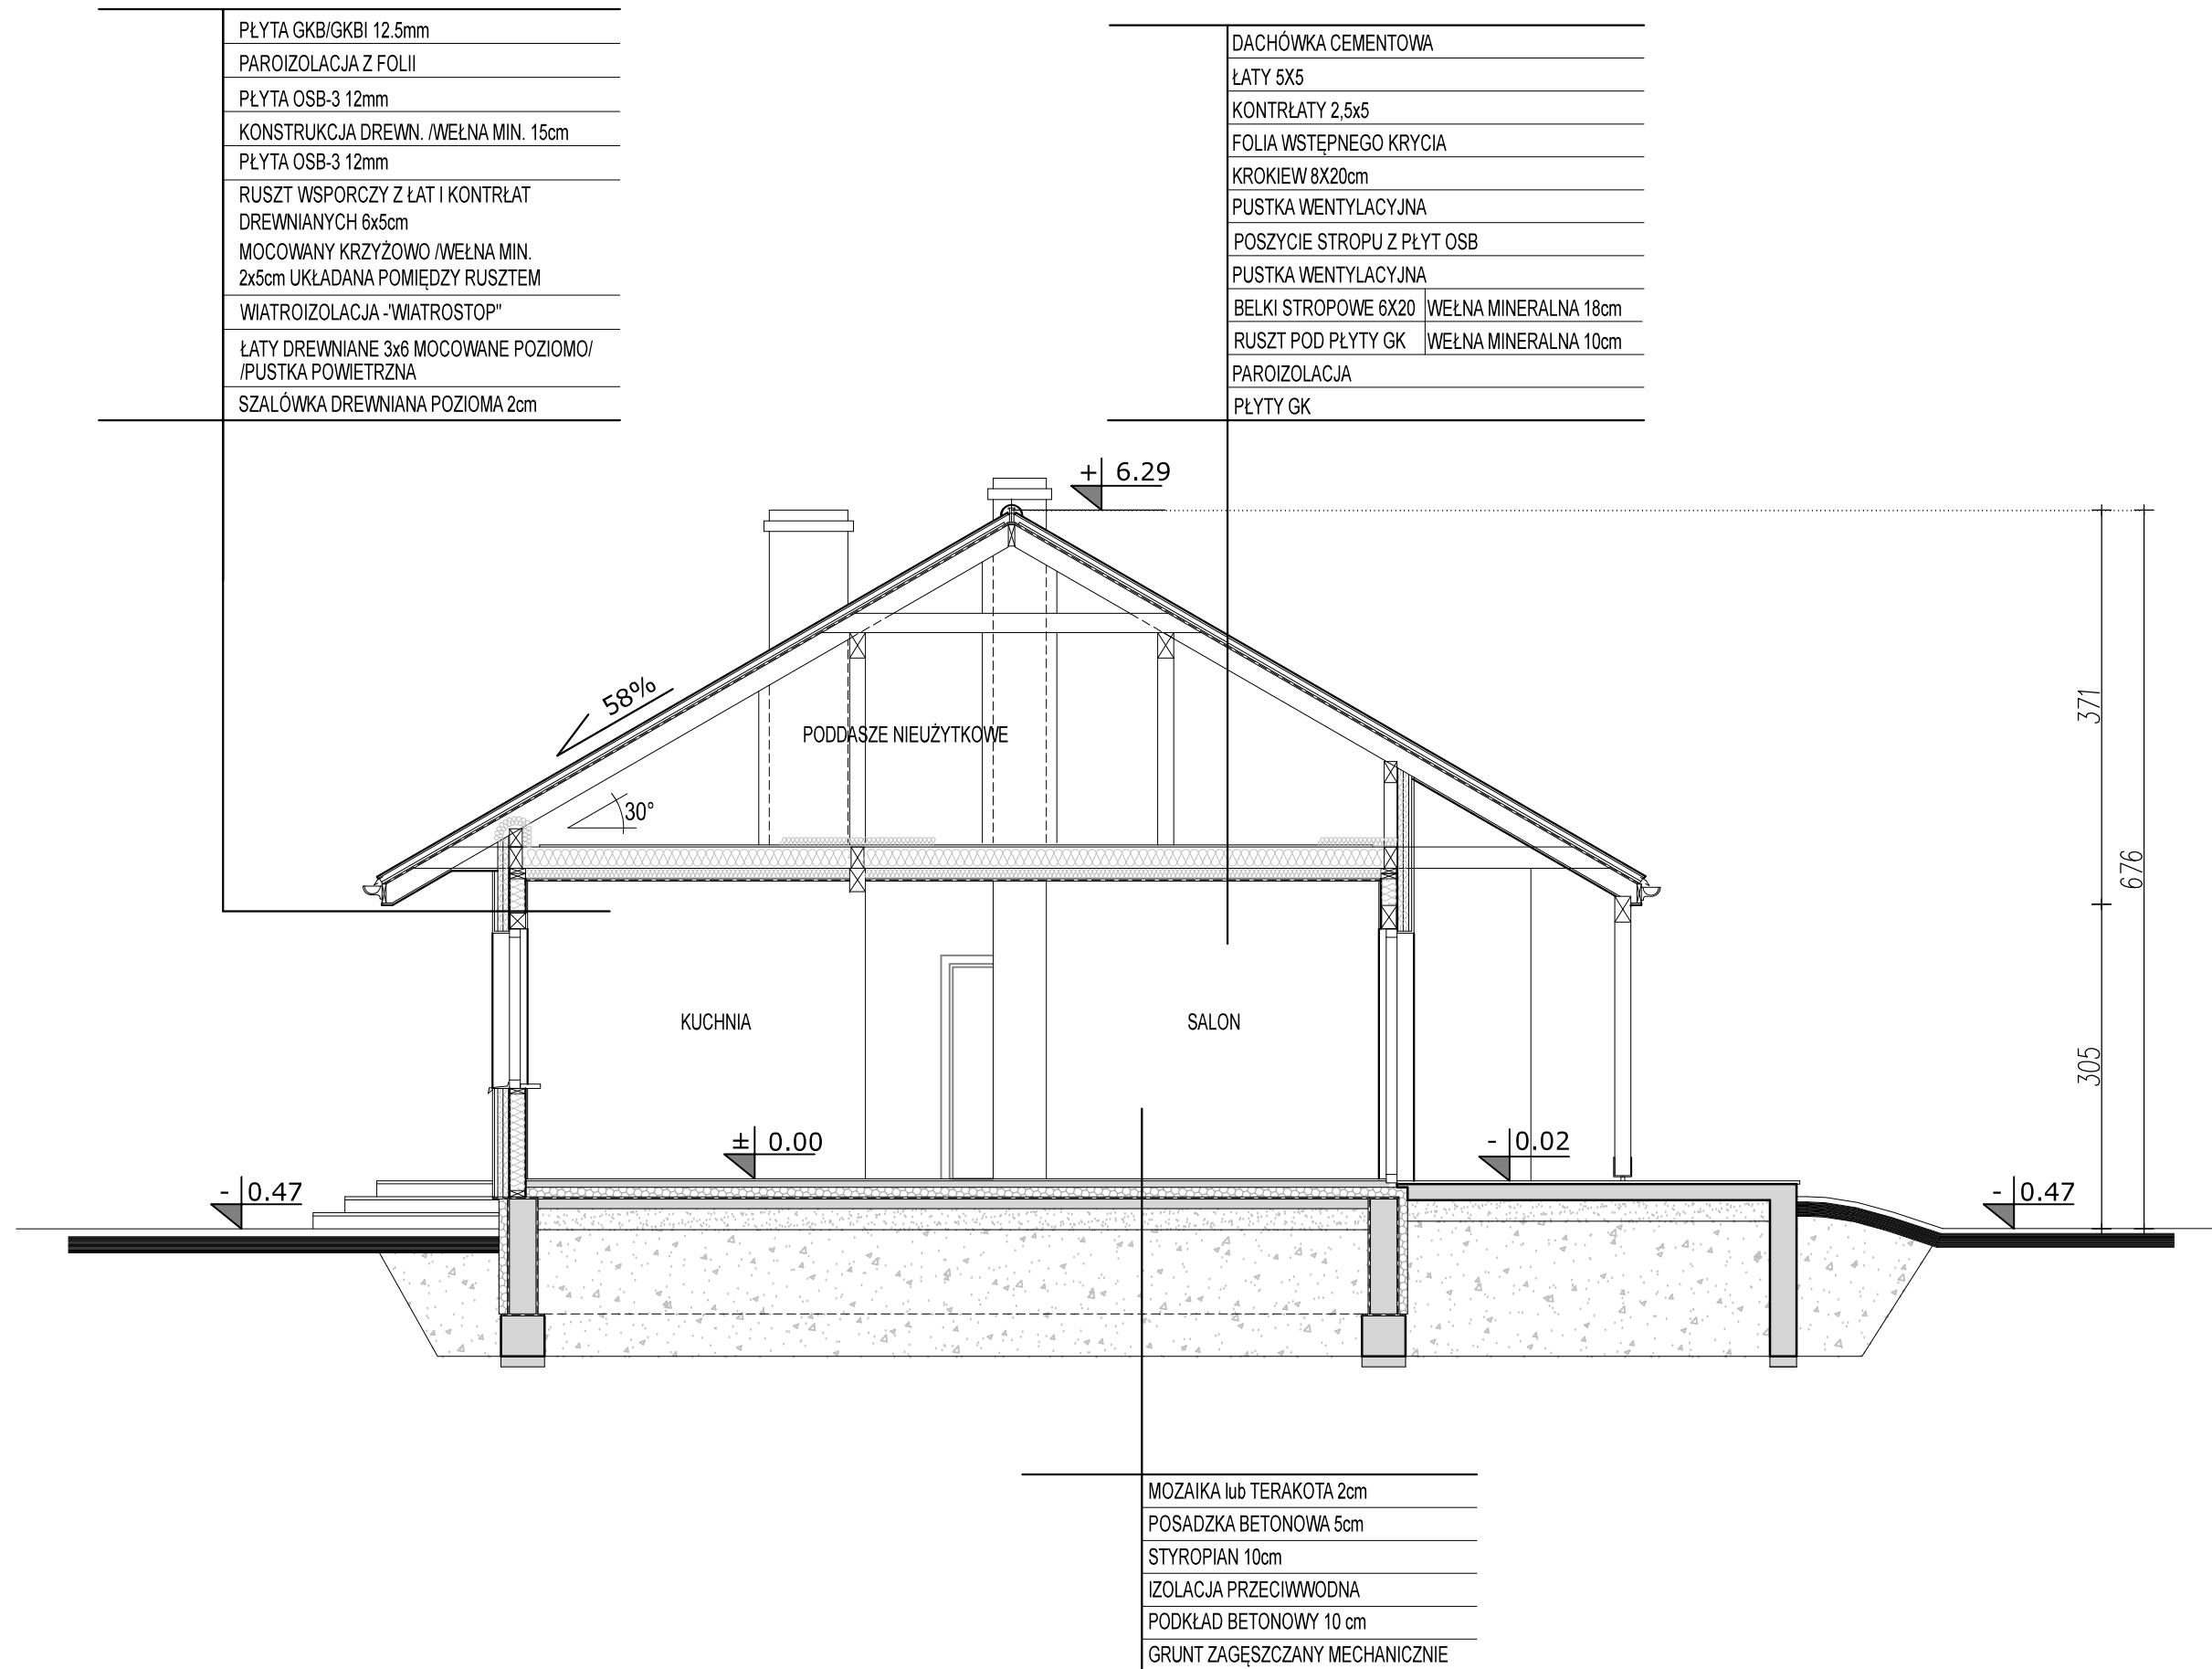 PŁYTA GKB/GKBI 12.5mm
PAROIZOLACJA Z FOLII
PŁYTA OSB-3 12mm
KONSTRUKCJA DREWN. /WEŁNA MIN. 15cm
PŁYTA OSB-3 12mm
RUSZT WSPORCZY Z ŁAT I KONTRŁAT
DREWNIANYCH 6x5cm
MOCOWANY KRZYŻOWO /WEŁNA MIN.
2x5cm UKŁADANA POMIĘDZY RUSZTEM
WIATROIZOLACJA -'WIATROSTOP"
ŁATY DREWNIANE 3x6 MOCOWANE POZIOMO/
/PUSTKA POWIETRZNA
SZALÓWKA DREWNIANA POZIOMA 2cm
DACHÓWKA CEMENTOWA
ŁATY 5X5
KONTRŁATY 2,5x5
FOLIA WSTĘPNEGO KRYCIA
KROKIEW 8X20cm
PUSTKA WENTYLACYJNA
POSZYCIE STROPU Z PŁYT OSB
PUSTKA WENTYLACYJNA
BELKI STROPOWE 6X20 WEŁNA MINERALNA 18cm
RUSZT POD PŁYTY GK WEŁNA MINERALNA 10cm
PAROIZOLACJA
PŁYTY GK
+ 6.29
58%
371
PODDASZE NIEUŻYTKOWE
30°
676
KUCHNIA
SALON
305
± 0.00
- 0.02
- 0.47
- 0.47
MOZAIKA lub TERAKOTA 2cm
POSADZKA BETONOWA 5cm
STYROPIAN 10cm
IZOLACJA PRZECIWWODNA
PODKŁAD BETONOWY 10 cm
GRUNT ZAGĘSZCZANY MECHANICZNIE